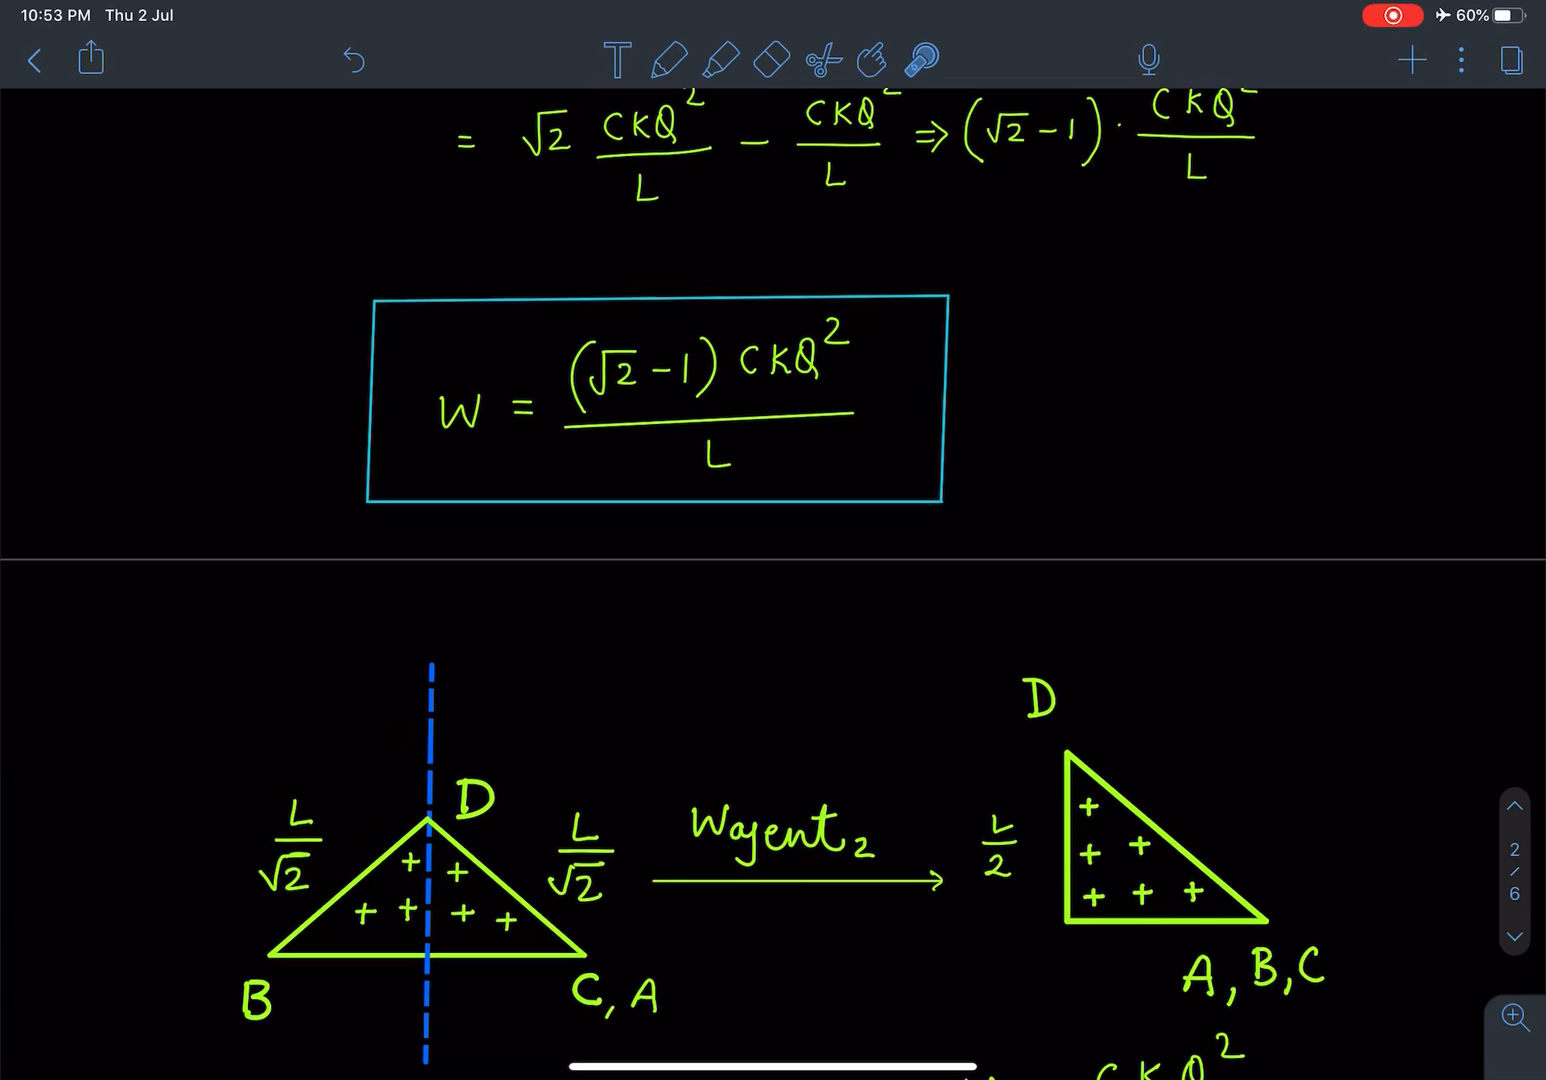 10:53 PM Thu 2 Jul 60%
= √2 CKQ²/L - CKQ²/L ⇒ (√2-1) · CKQ²/L
W = (√2-1) CKQ²/L
D
D
L/√2
L/√2
Wagent₂
L/2
B
C, A
A, B, C
CKQ²
2/6